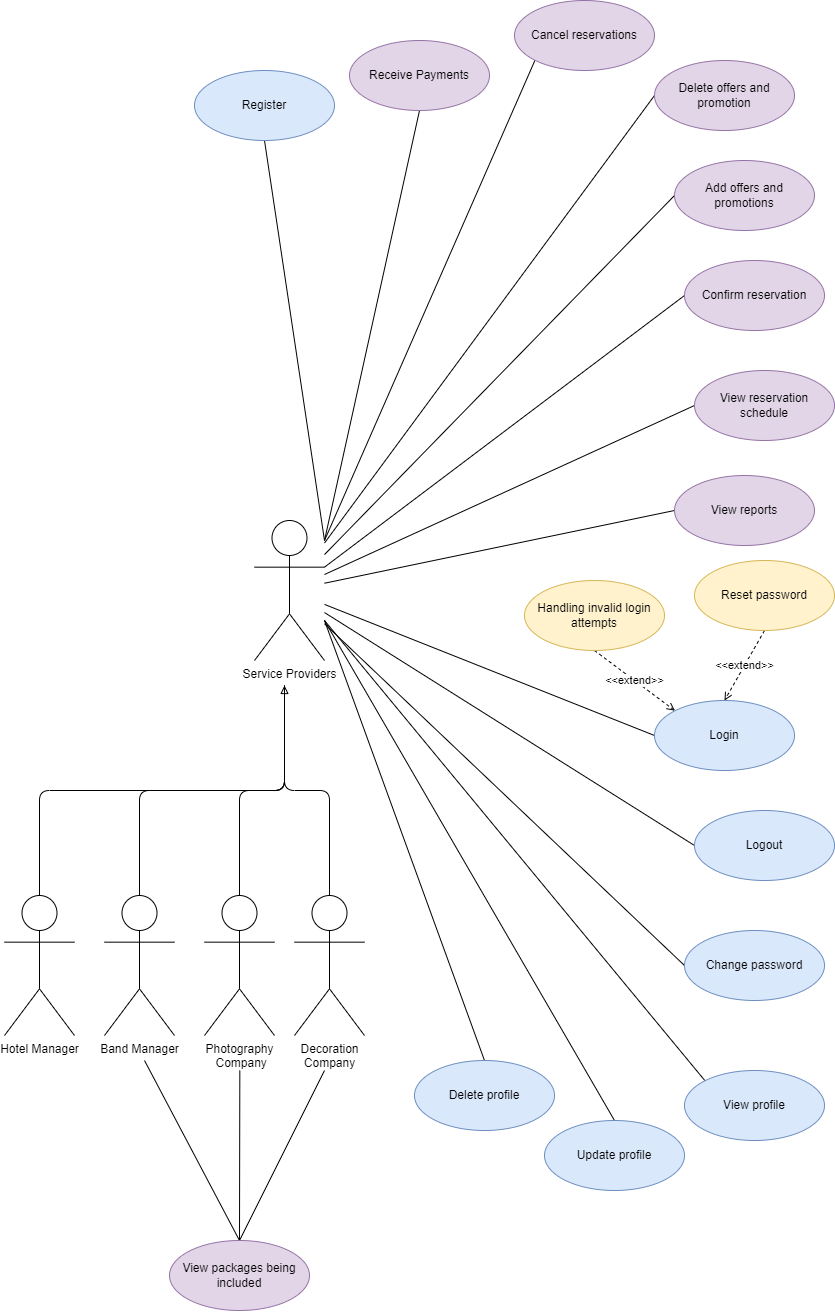 Cancel reservations
Receive Payments
Register
Delete offers and
promotion
Add offers and
promotions
Confirm reservation
View reservation
schedule
View reports
Handling invalid login
attempts
Reset password
<<extend>>
<<extend>>
Service Providers
Login
Logout
Change password
Hotel Manager
Band Manager
Photography
Company
Decoration
Company
Delete profile
View profile
Update profile
View packages being
included